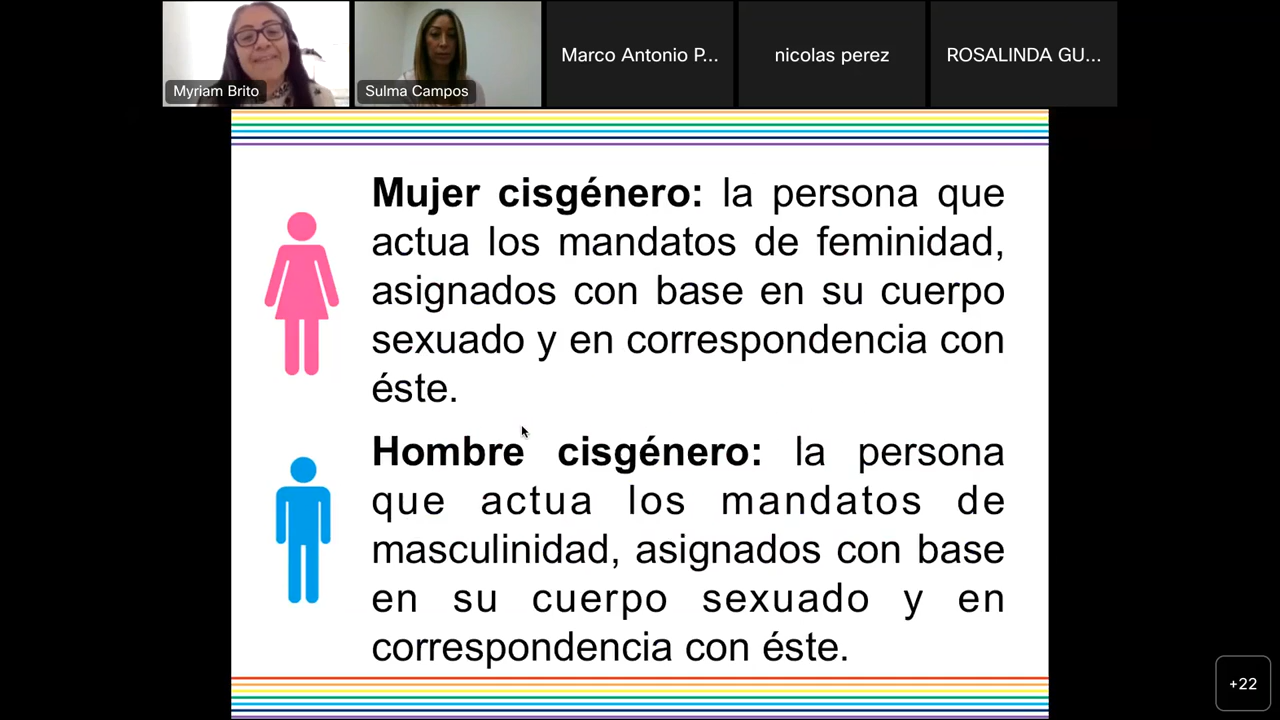 Myriam Brito
Sulma Campos
Marco Antonio P...
nicolas perez
ROSALINDA GU...
Mujer cisgénero: la persona que
actua los mandatos de feminidad,
asignados con base en su cuerpo
sexuado y en correspondencia con
éste.
Hombre cisgénero: la persona
que actua los mandatos de
masculinidad, asignados con base
en su cuerpo sexuado y en
correspondencia con éste.
+22